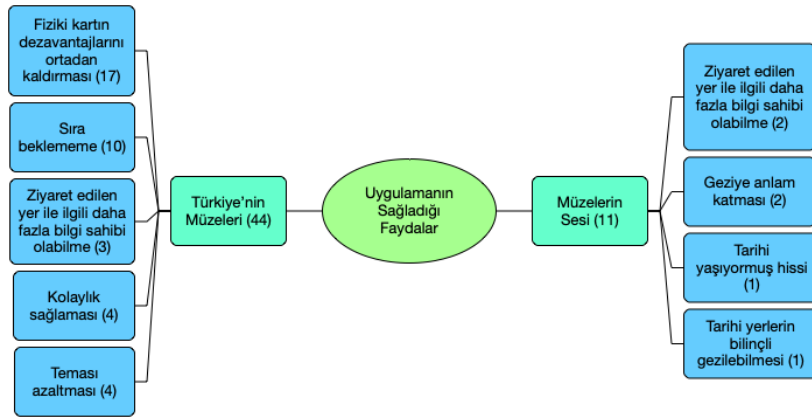 Fiziki kartın
dezavantajlarını
ortadan
kaldırması (17)
Sıra
beklememe (10)
Ziyaret edilen
yer ile ilgili daha
fazla bilgi sahibi
olabilme (3)
Kolaylık
sağlaması (4)
Teması
azaltması (4)
Türkiye’nin
Müzeleri (44)
Uygulamanın
Sağladığı
Faydalar
Müzelerin
Sesi (11)
Ziyaret edilen
yer ile ilgili daha
fazla bilgi sahibi
olabilme (2)
Geziye anlam
katması (2)
Tarihi
yaşıyormuş hissi
(1)
Tarihi yerlerin
bilinçli
gezilebilmesi (1)